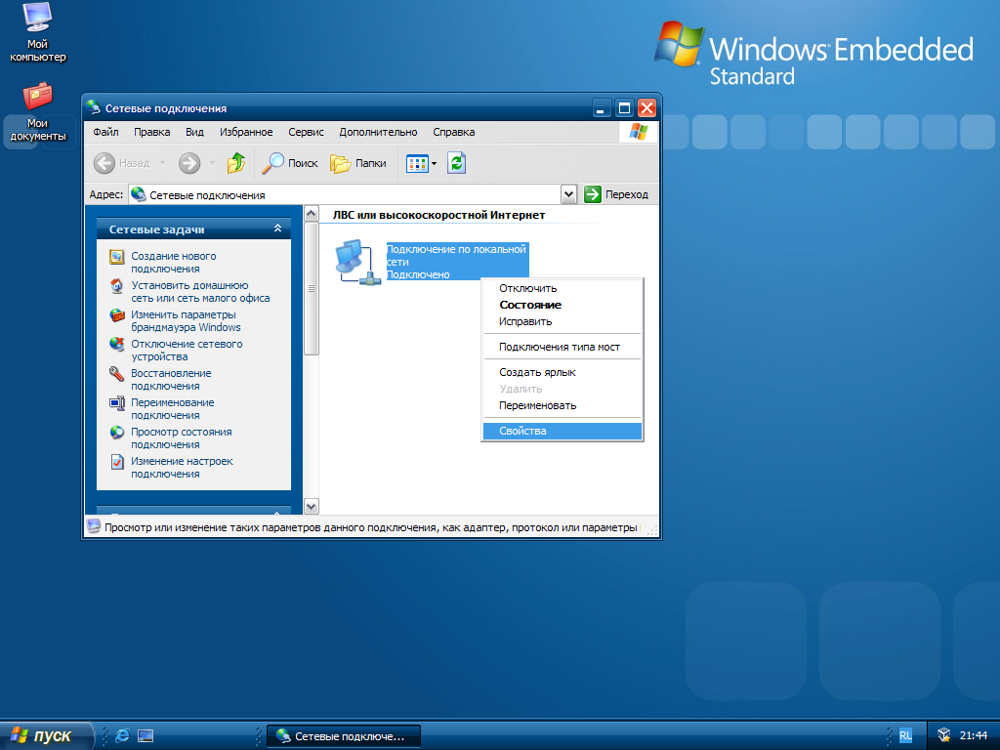 Мой
компьютер
Мои
документы
Windows Embedded
Standard
Сетевые подключения
Файл Правка Вид Избранное Сервис Дополнительно Справка
Назад Поиск Папки
Адрес: Сетевые подключения Переход
Сетевые задачи
Создание нового
подключения
Установить домашнюю
сеть или сеть малого офиса
Изменить параметры
брандмауэра Windows
Отключение сетевого
устройства
Восстановление
подключения
Переименование
подключения
Просмотр состояния
подключения
Изменение настроек
подключения
ЛВС или высокоскоростной Интернет
Подключение по локальной
сети
Подключено
Отключить
Состояние
Исправить
Подключения типа мост
Создать ярлык
Удалить
Переименовать
Свойства
Просмотр или изменение таких параметров данного подключения, как адаптер, протокол или параметры
пуск
Сетевые подключе...
RU
21:44